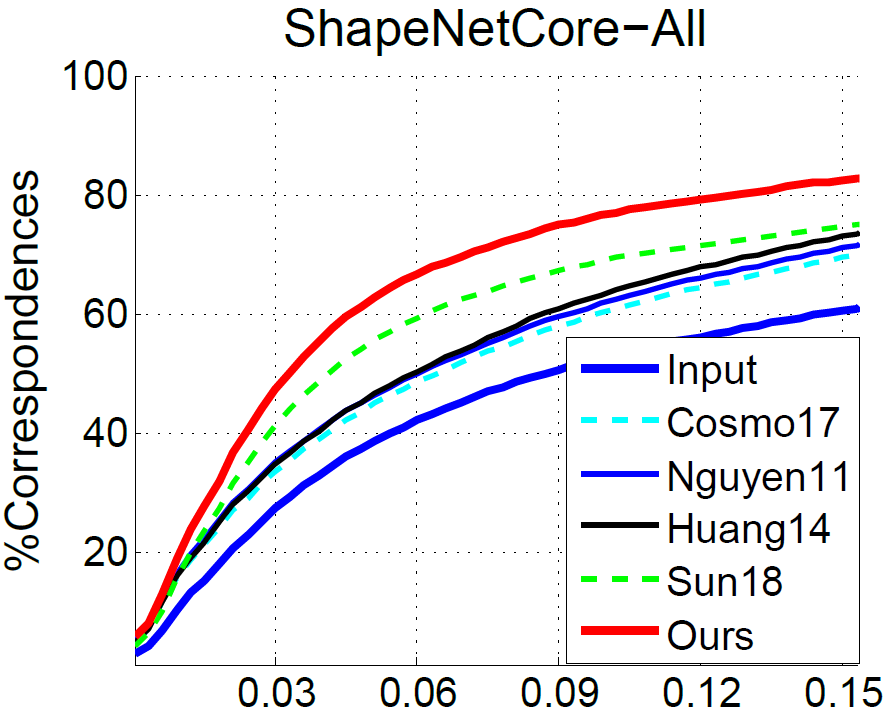 ShapeNetCore−All
100
80
60
40
20
%Correspondences
Input
Cosmo17
Nguyen11
Huang14
Sun18
Ours
0.03 0.06 0.09 0.12 0.15